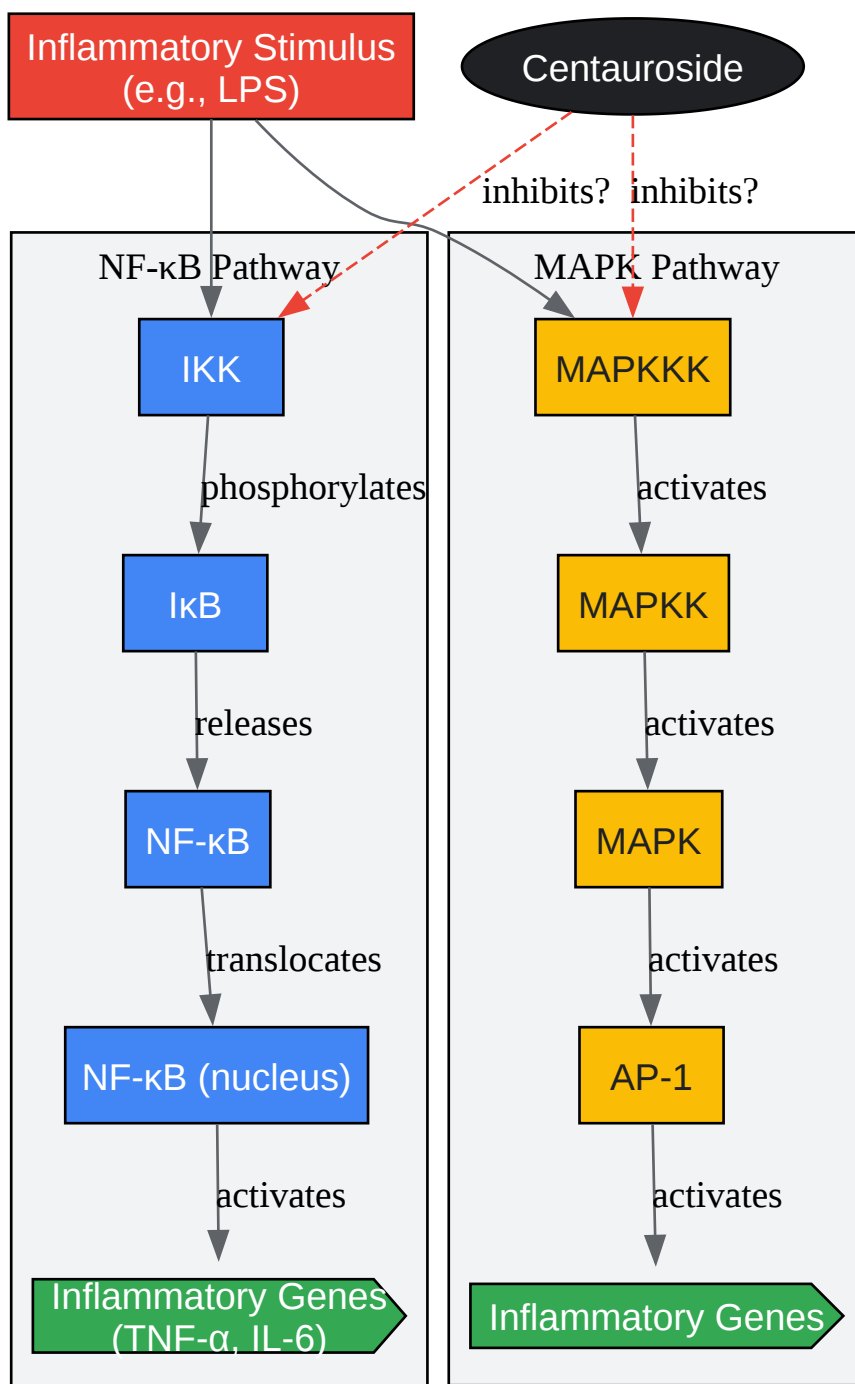 Inflammatory Stimulus
(e.g., LPS)
Centauroside
inhibits?
inhibits?
NF-κB Pathway
MAPK Pathway
IKK
MAPKKK
phosphorylates
activates
IκB
MAPKK
releases
activates
NF-κB
MAPK
translocates
activates
NF-κB (nucleus)
AP-1
activates
activates
Inflammatory Genes
(TNF-α, IL-6)
Inflammatory Genes